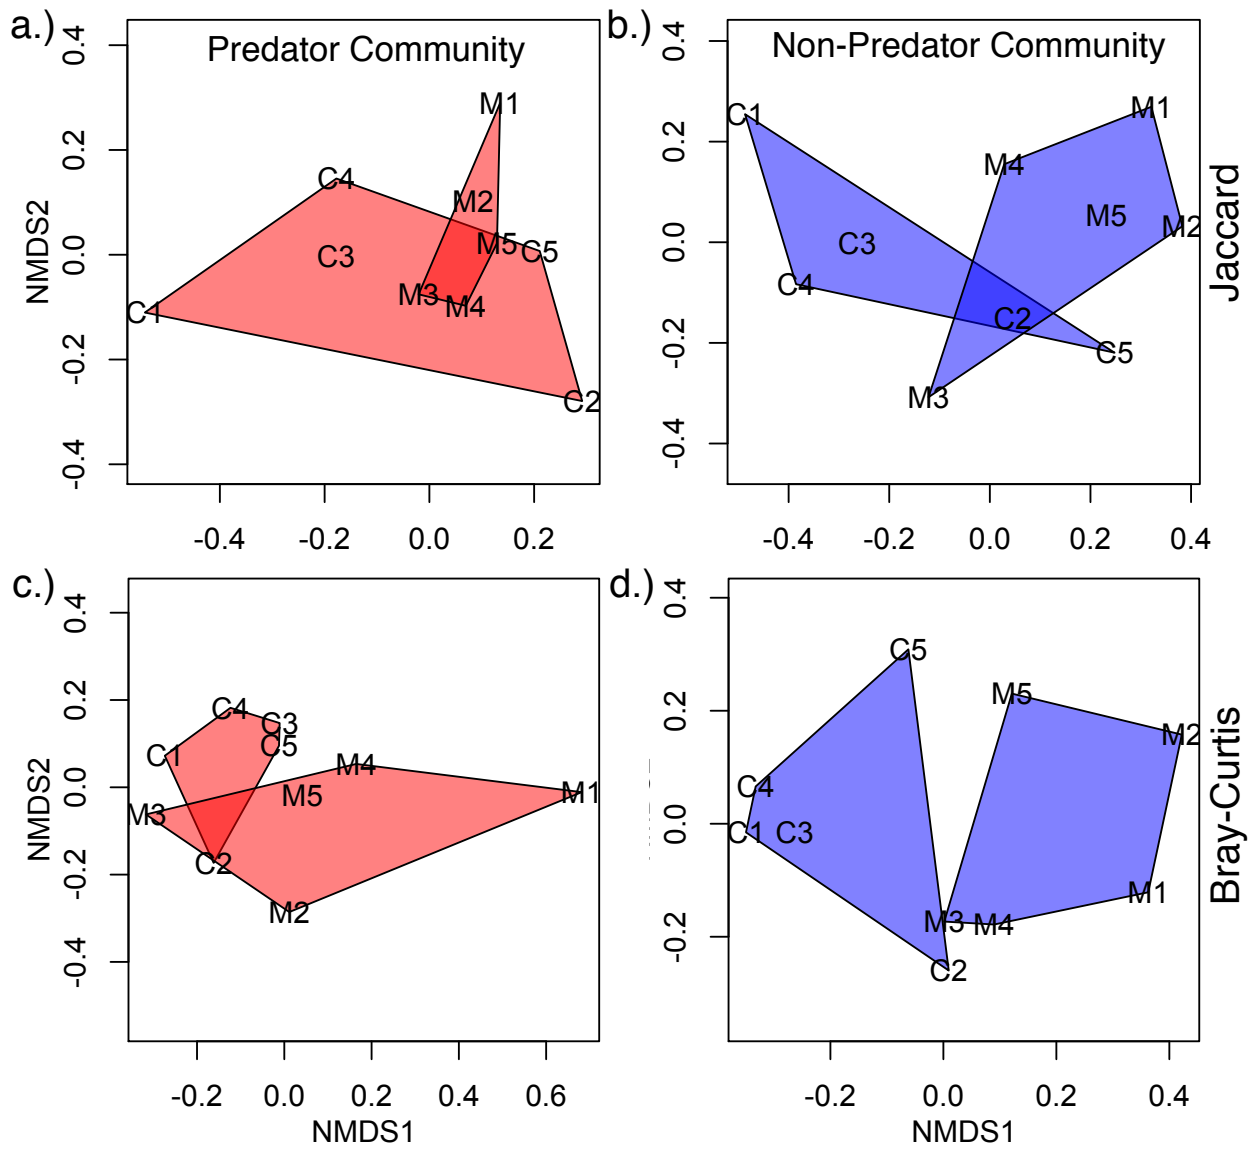 a.)
Predator Community
0.4
0.2
0.0
-0.2
-0.4
NMDS2
M1
C4
M2
C3
M5
C5
M3
M4
C1
C2
-0.4
-0.2
0.0
0.2
b.)
Non-Predator Community
0.4
0.2
0.0
-0.2
-0.4
C1
M1
M4
M5
M2
C3
C4
C2
C5
M3
-0.4
-0.2
0.0
0.2
0.4
Jaccard
c.)
0.4
0.2
0.0
-0.2
-0.4
NMDS2
C4
C3
C5
C1
M4
M5
M1
M3
C2
M2
-0.2
0.0
0.2
0.4
0.6
NMDS1
d.)
0.4
0.2
0.0
-0.2
C5
M5
M2
C4
C1
C3
M1
M3
M4
C2
-0.2
0.0
0.2
0.4
NMDS1
Bray-Curtis